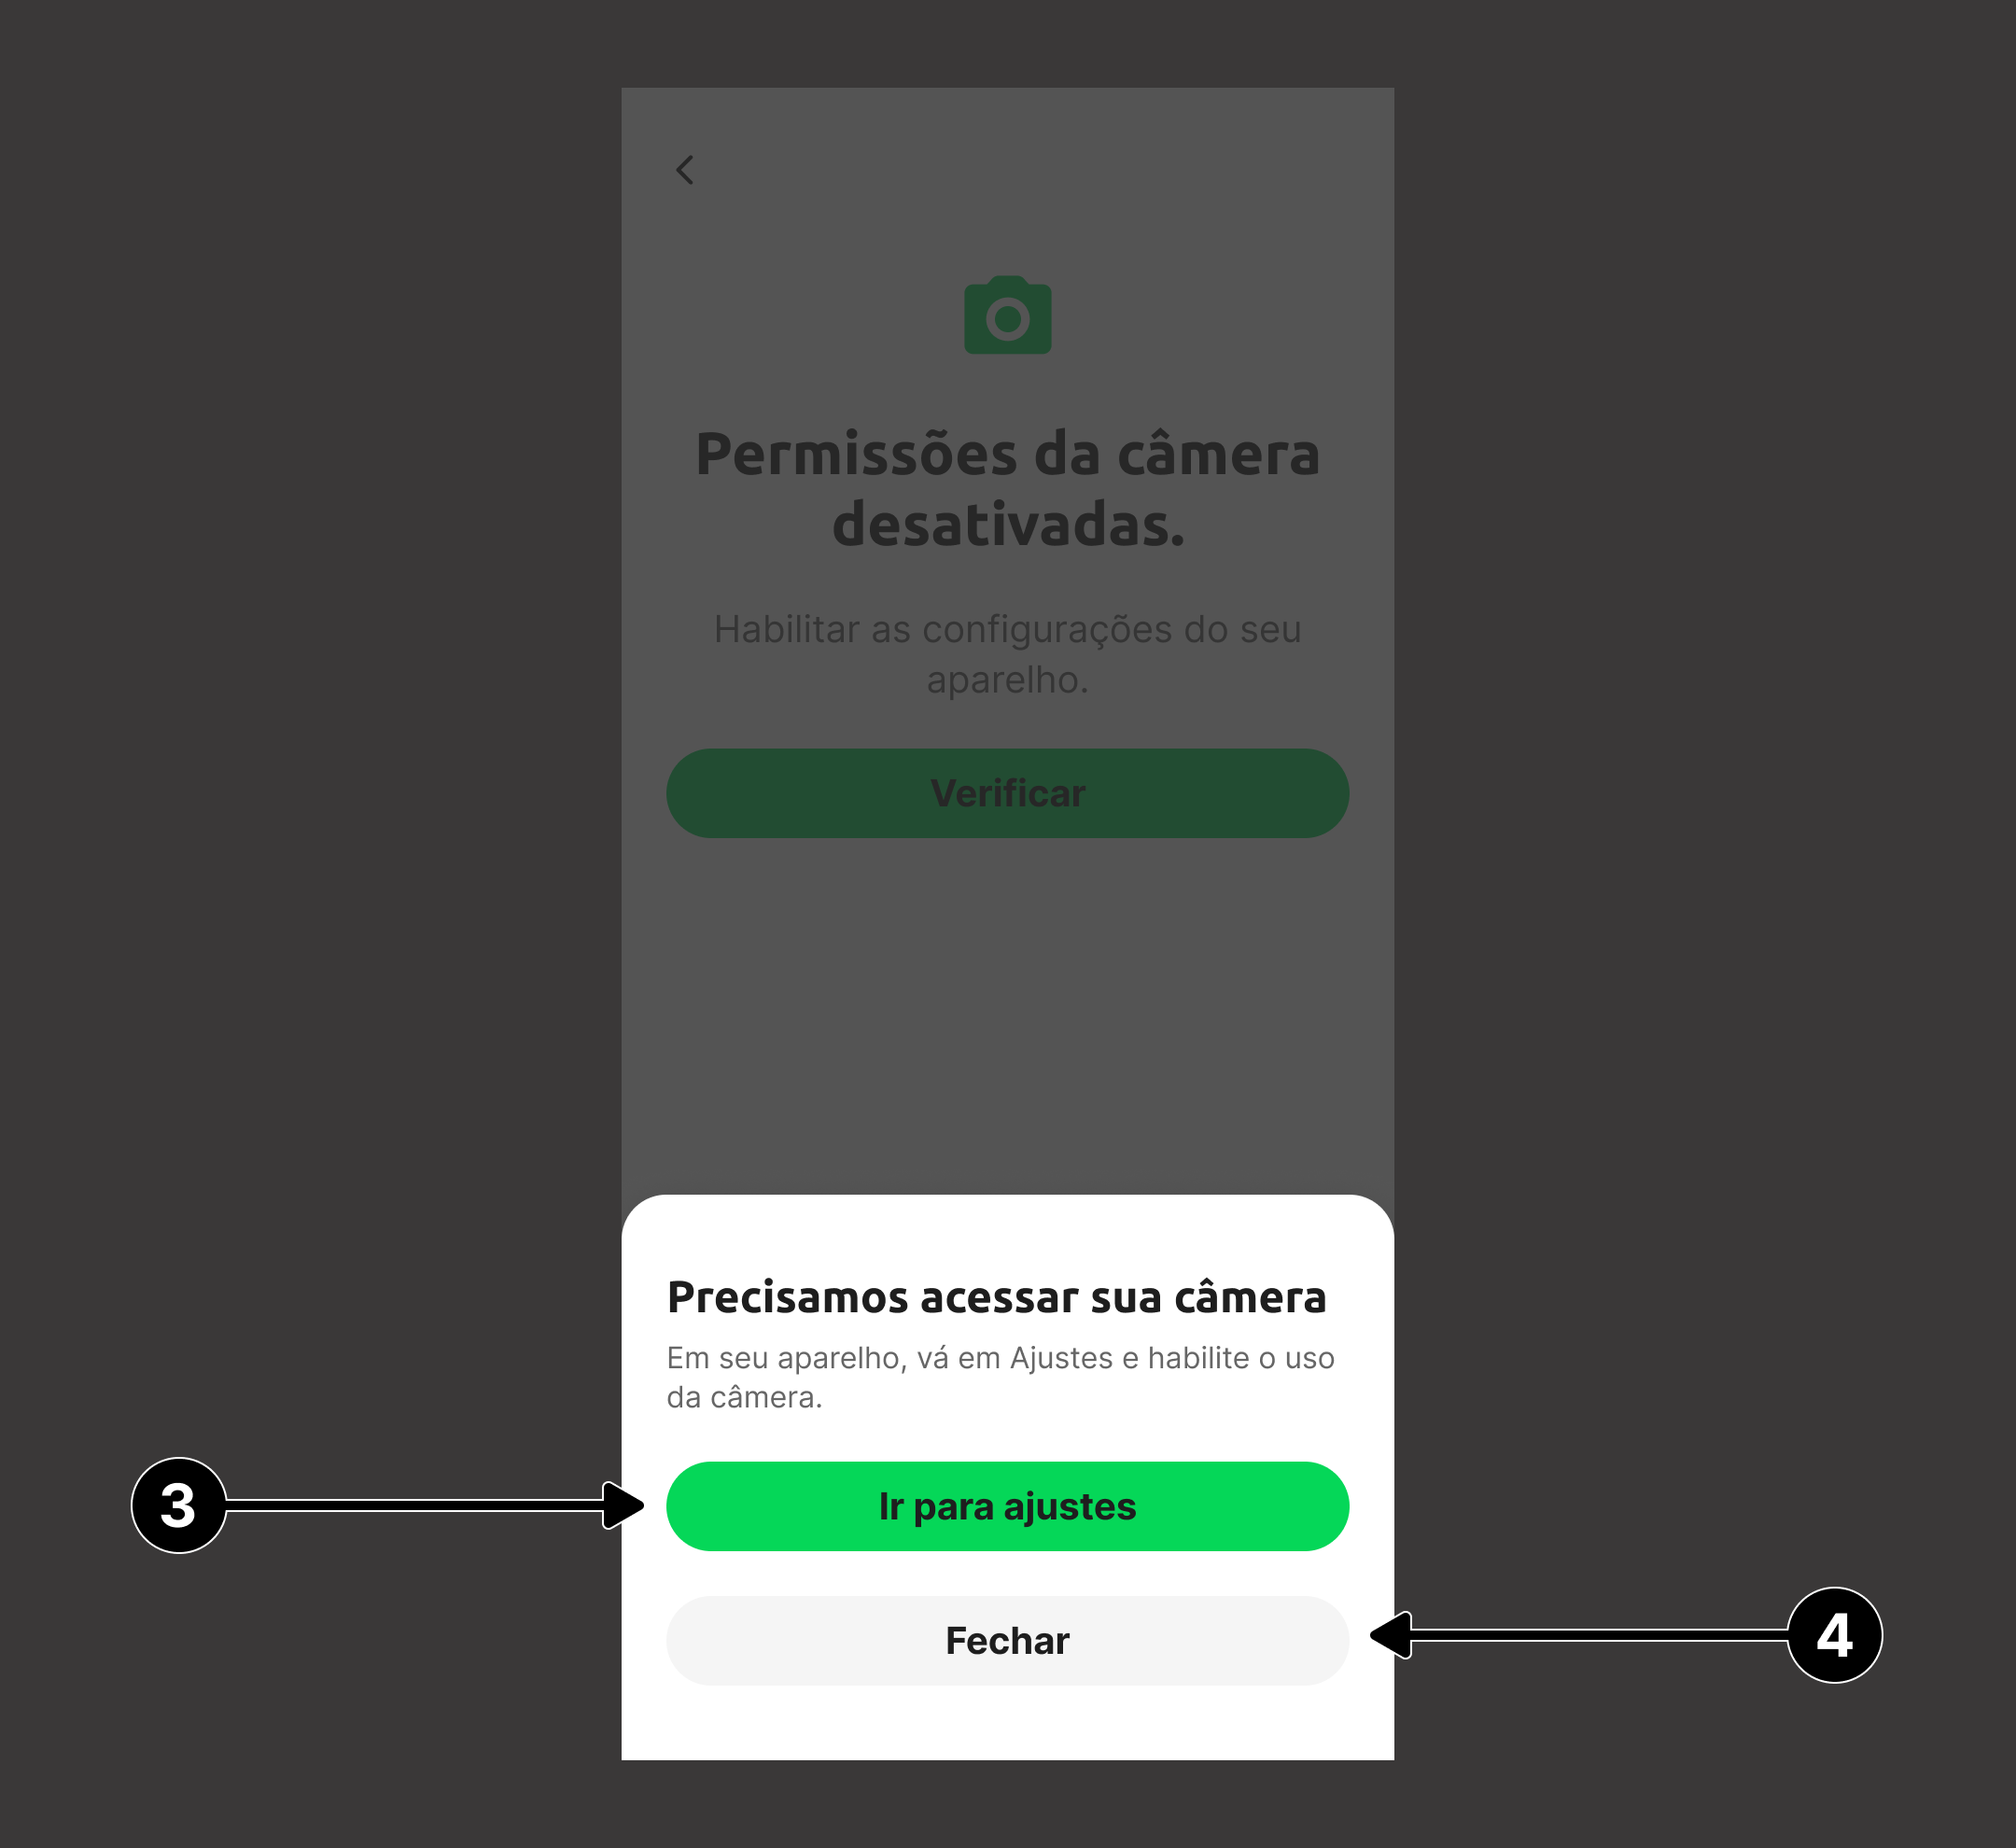 Permissões da câmera
desativadas.
Habilitar as configurações do seu
aparelho.
Verificar
Precisamos acessar sua câmera
Em seu aparelho, vá em Ajustes e habilite o uso
da câmera.
3
Ir para ajustes
Fechar
4